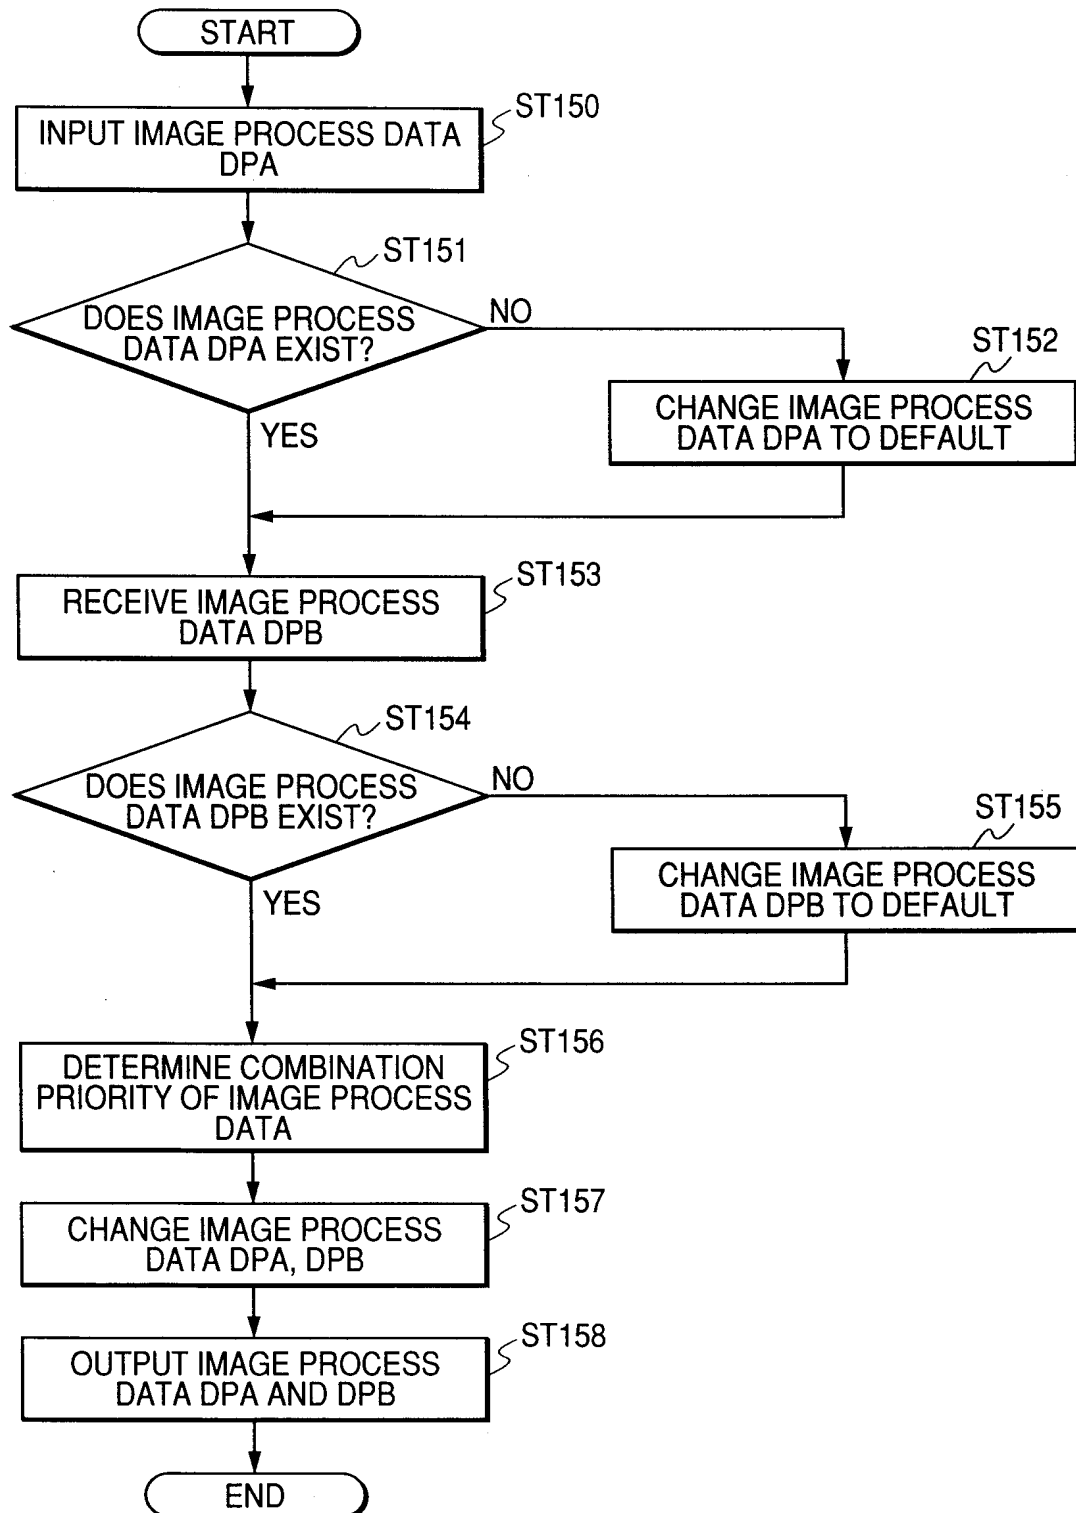 START
ST150
INPUT IMAGE PROCESS DATA
DPA
ST151
DOES IMAGE PROCESS
DATA DPA EXIST?
NO
YES
ST152
CHANGE IMAGE PROCESS
DATA DPA TO DEFAULT
ST153
RECEIVE IMAGE PROCESS
DATA DPB
ST154
DOES IMAGE PROCESS
DATA DPB EXIST?
NO
YES
ST155
CHANGE IMAGE PROCESS
DATA DPB TO DEFAULT
ST156
DETERMINE COMBINATION
PRIORITY OF IMAGE PROCESS
DATA
ST157
CHANGE IMAGE PROCESS
DATA DPA, DPB
ST158
OUTPUT IMAGE PROCESS
DATA DPA AND DPB
END